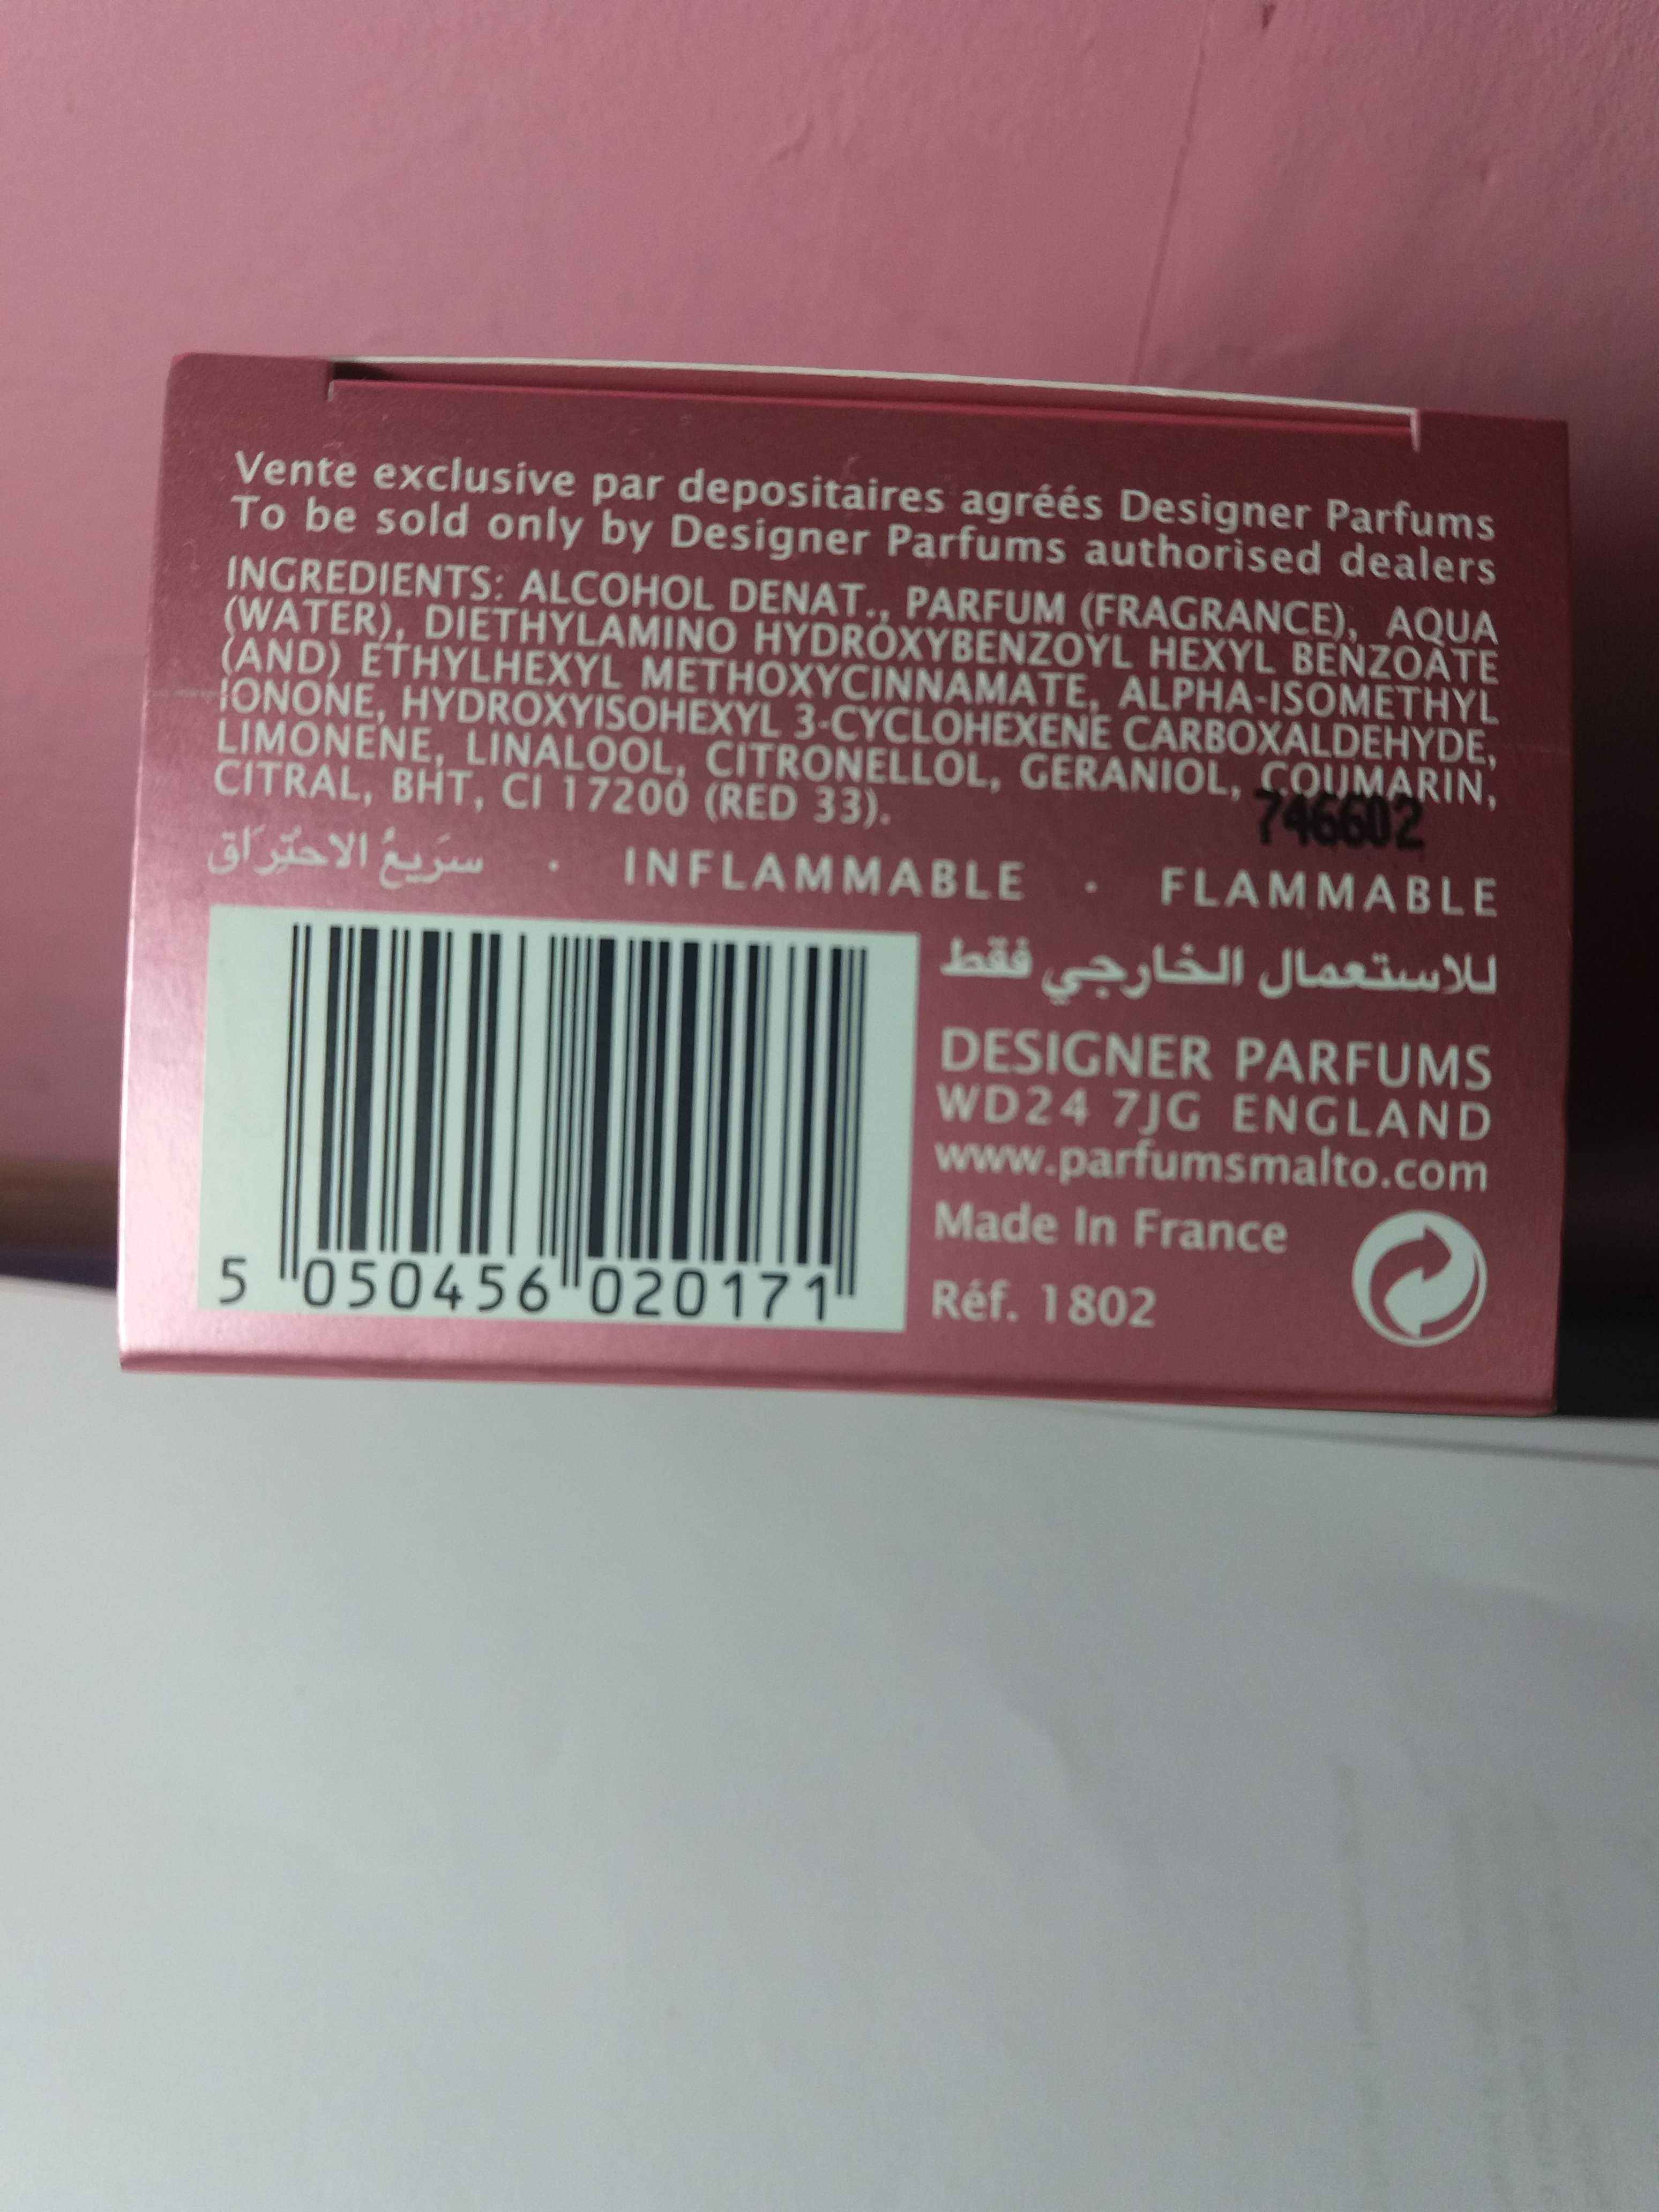 Vente exclusive par depositaires agréés Designer Parfums
To be sold only by Designer Parfums authorised dealers
INGREDIENTS: ALCOHOL DENAT., PARFUM (FRAGRANCE), AQUA
(WATER), DIETHYLAMINO HYDROXYBENZOYL HEXYL BENZOATE
(AND) ETHYLHEXYL METHOXYCINNAMATE, ALPHA-ISOMETHYL
IONONE, HYDROXYISOHEXYL 3-CYCLOHEXENE CARBOXALDEHYDE,
LIMONENE, LINALOOL, CITRONELLOL, GERANIOL, COUMARIN,
CITRAL, BHT, CI 17200 (RED 33).
746602
سَرِيعُ الاحتِّرَاق · INFLAMMABLE · FLAMMABLE
للاستعمال الخارجي فقط
DESIGNER PARFUMS
WD24 7JG ENGLAND
www.parfumsmalto.com
Made In France
Réf. 1802
5 050456 020171